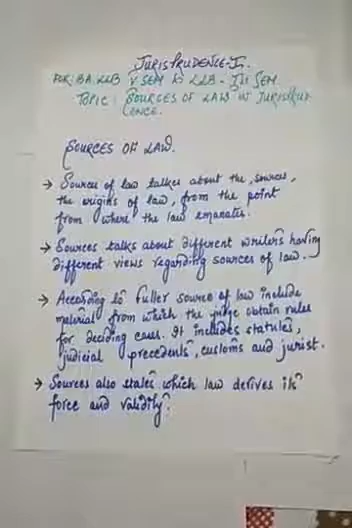 JURISPRUDENCE-I.
FOR: BA.LLB V SEM & LLB - III SEM.
TOPIC: SOURCES OF LAW IN JURISPRUD-
ENCE.
SOURCES OF LAW.
→ Sources of law talks about the, sources,
the origins of law, from the point
from where the law emanates.
→ Sources talks about different writers having
different views regarding sources of law.
→ According to fuller source of law include
material from which the judge obtain rules
for deciding cases. It includes statutes,
judicial precedents, customs and jurist.
→ Sources also states which law derives its
force and validity.